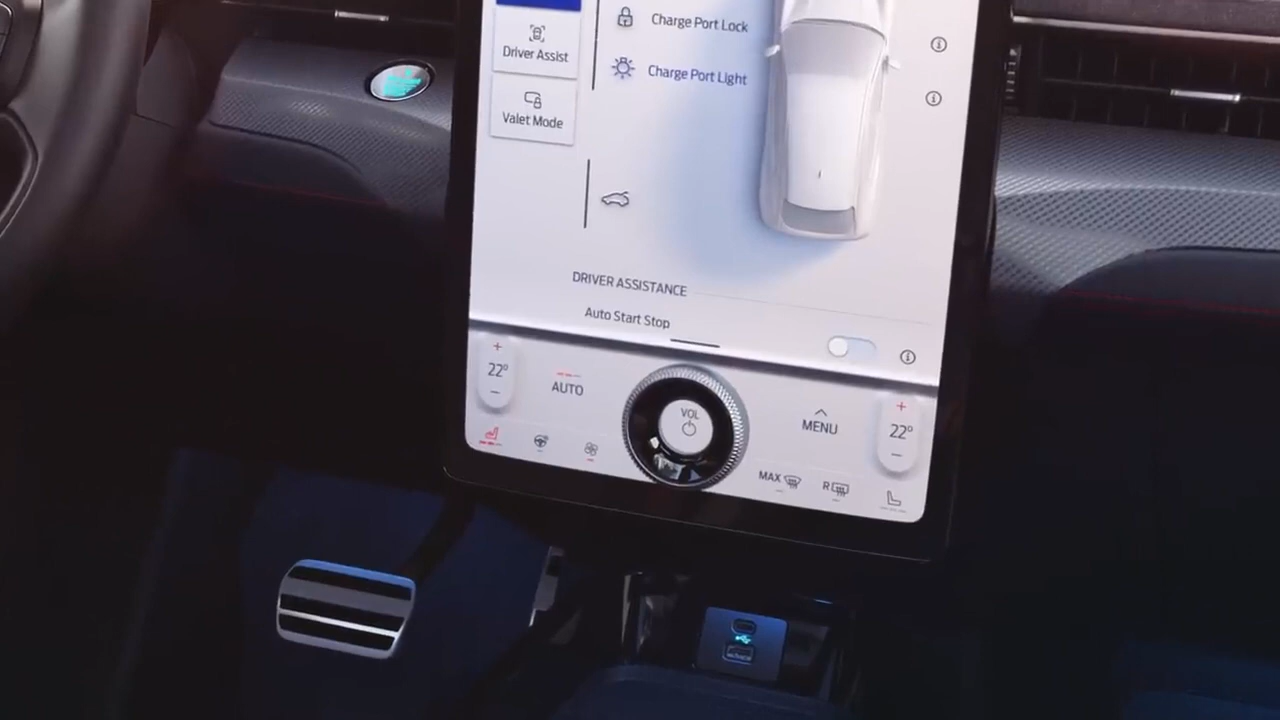 Charge Port Lock
Driver Assist
Charge Port Light
Valet Mode
DRIVER ASSISTANCE
Auto Start Stop
22°
AUTO
VOL
MENU
22°
MAX
R